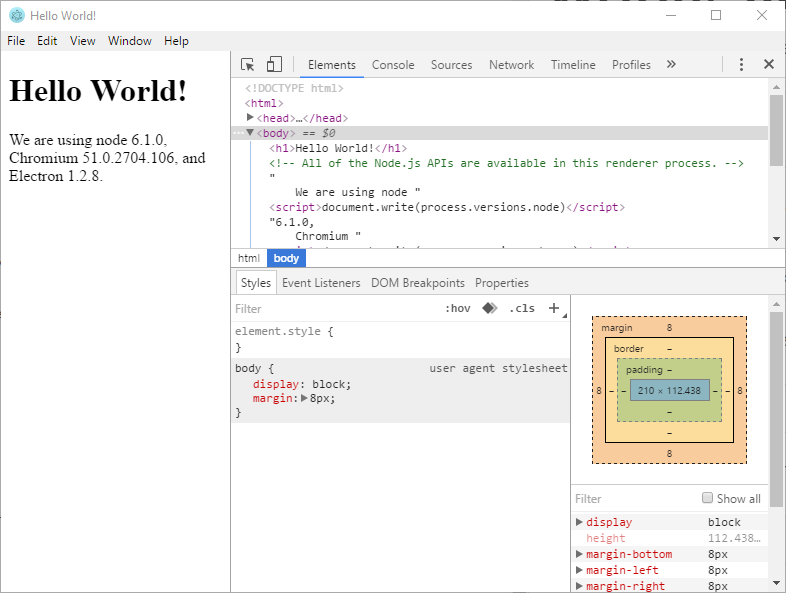 Hello World!
File Edit View Window Help
Hello World!
We are using node 6.1.0,
Chromium 51.0.2704.106, and
Electron 1.2.8.
Elements Console Sources Network Timeline Profiles »
<!DOCTYPE html>
<html>
▶<head>…</head>
▼<body> == $0
<h1>Hello World!</h1>
<!-- All of the Node.js APIs are available in this renderer process. -->
"
We are using node "
<script>document.write(process.versions.node)</script>
"6.1.0,
Chromium "
html body
Styles Event Listeners DOM Breakpoints Properties
Filter :hov .cls +
element.style {
}
body { user agent stylesheet
display: block;
margin:▶8px;
}
margin 8
border –
padding –
8 – – 210 × 112.438 – – 8
–
–
8
Filter Show all
▶ display block
height 112.438…
▶ margin-bottom 8px
▶ margin-left 8px
▶ margin-right 8px